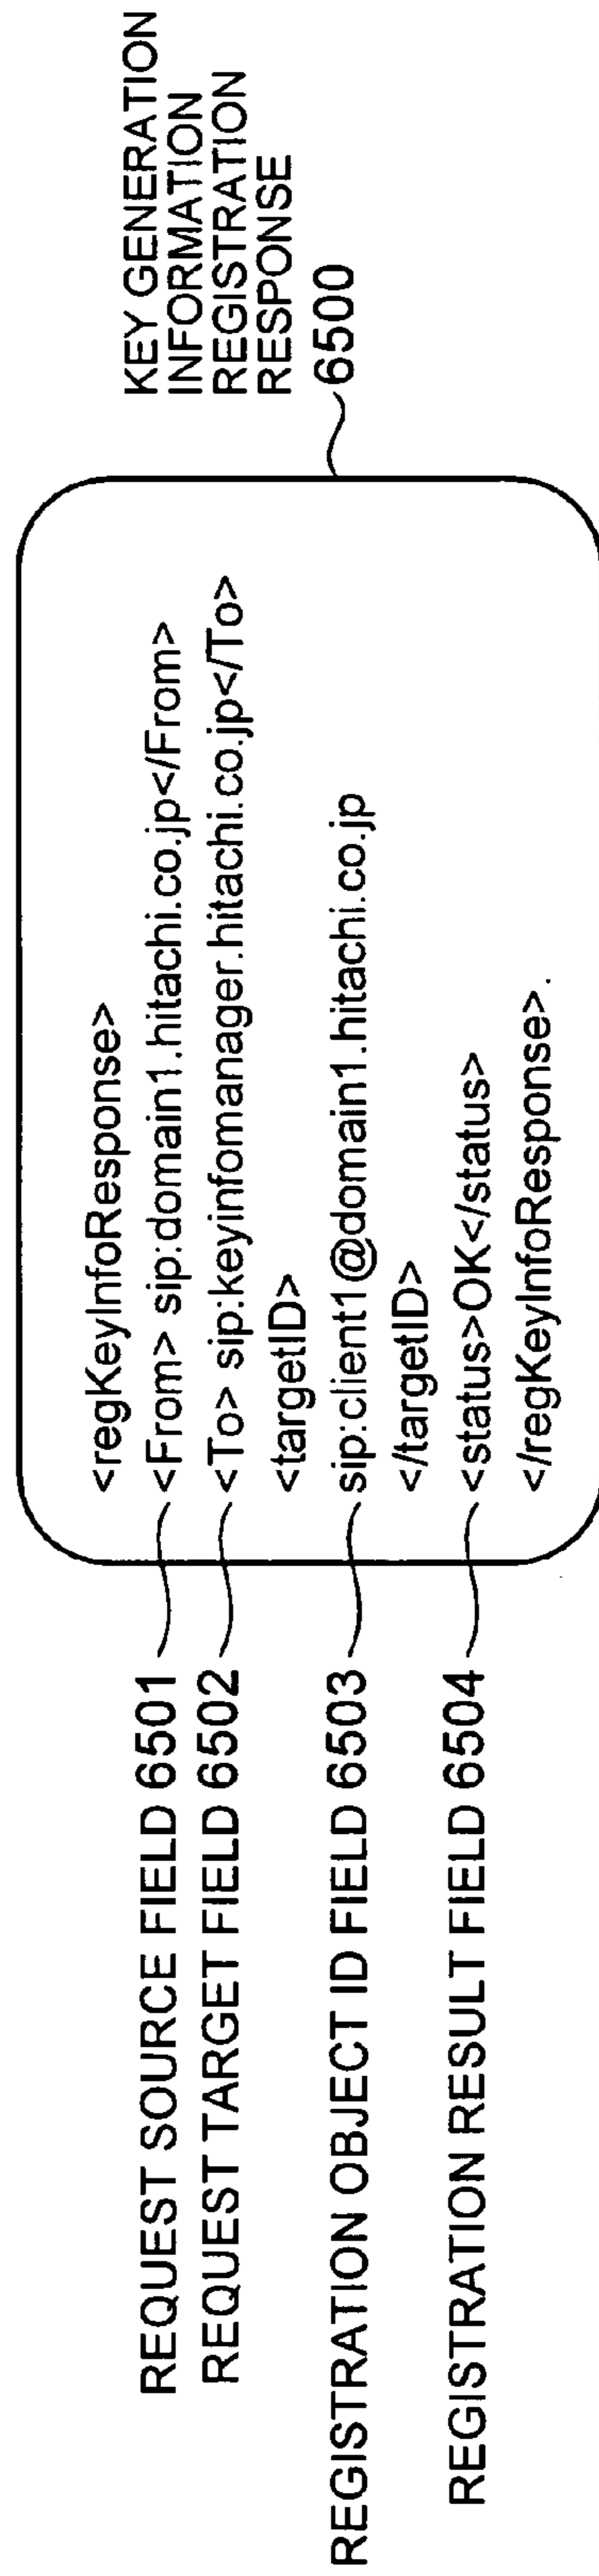 KEY GENERATION
INFORMATION
REGISTRATION
RESPONSE
6500
<regKeyInfoResponse>
REQUEST SOURCE FIELD 6501 <From> sip:domain1.hitachi.co.jp</From>
REQUEST TARGET FIELD 6502 <To> sip:keyinfomanager.hitachi.co.jp</To>
<targetID>
REGISTRATION OBJECT ID FIELD 6503 sip:client1@domain1.hitachi.co.jp
</targetID>
REGISTRATION RESULT FIELD 6504 <status>OK</status>
</regKeyInfoResponse>.